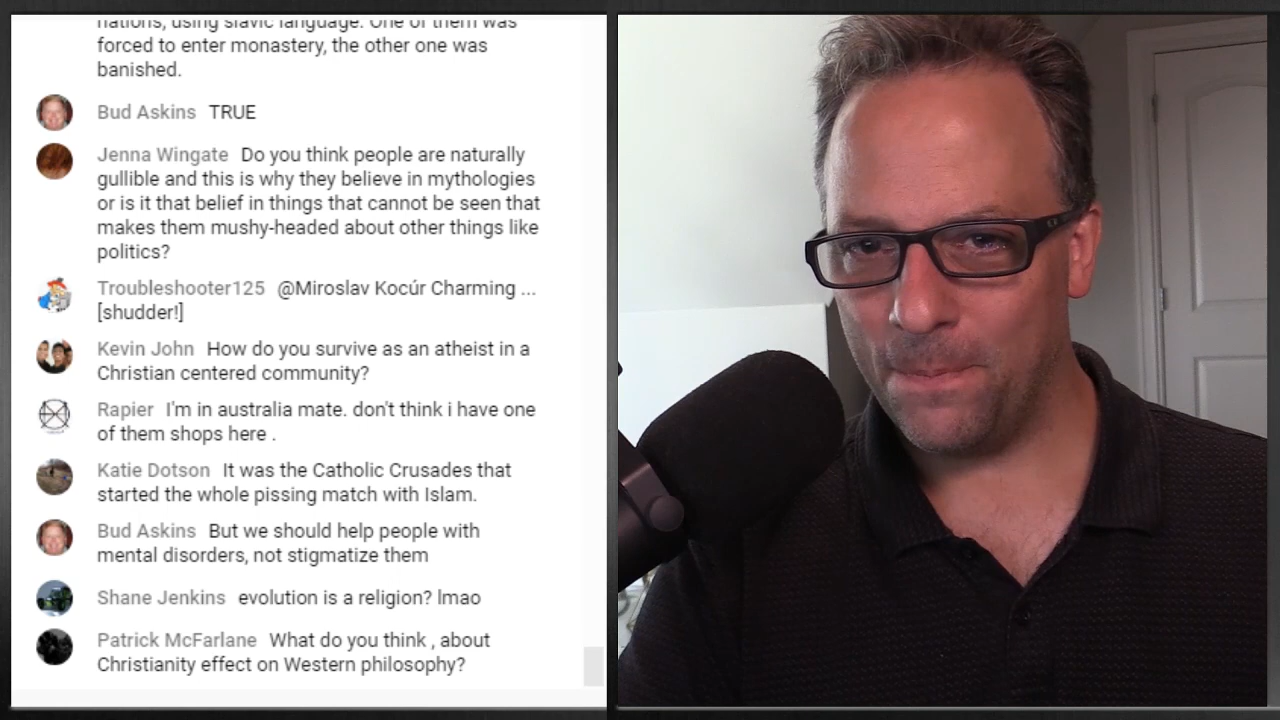 nations, using slavic language. One of them was
forced to enter monastery, the other one was
banished.
Bud Askins TRUE
Jenna Wingate Do you think people are naturally
gullible and this is why they believe in mythologies
or is it that belief in things that cannot be seen that
makes them mushy-headed about other things like
politics?
Troubleshooter125 @Miroslav Kocúr Charming ...
[shudder!]
Kevin John How do you survive as an atheist in a
Christian centered community?
Rapier I'm in australia mate. don't think i have one
of them shops here .
Katie Dotson It was the Catholic Crusades that
started the whole pissing match with Islam.
Bud Askins But we should help people with
mental disorders, not stigmatize them
Shane Jenkins evolution is a religion? lmao
Patrick McFarlane What do you think , about
Christianity effect on Western philosophy?